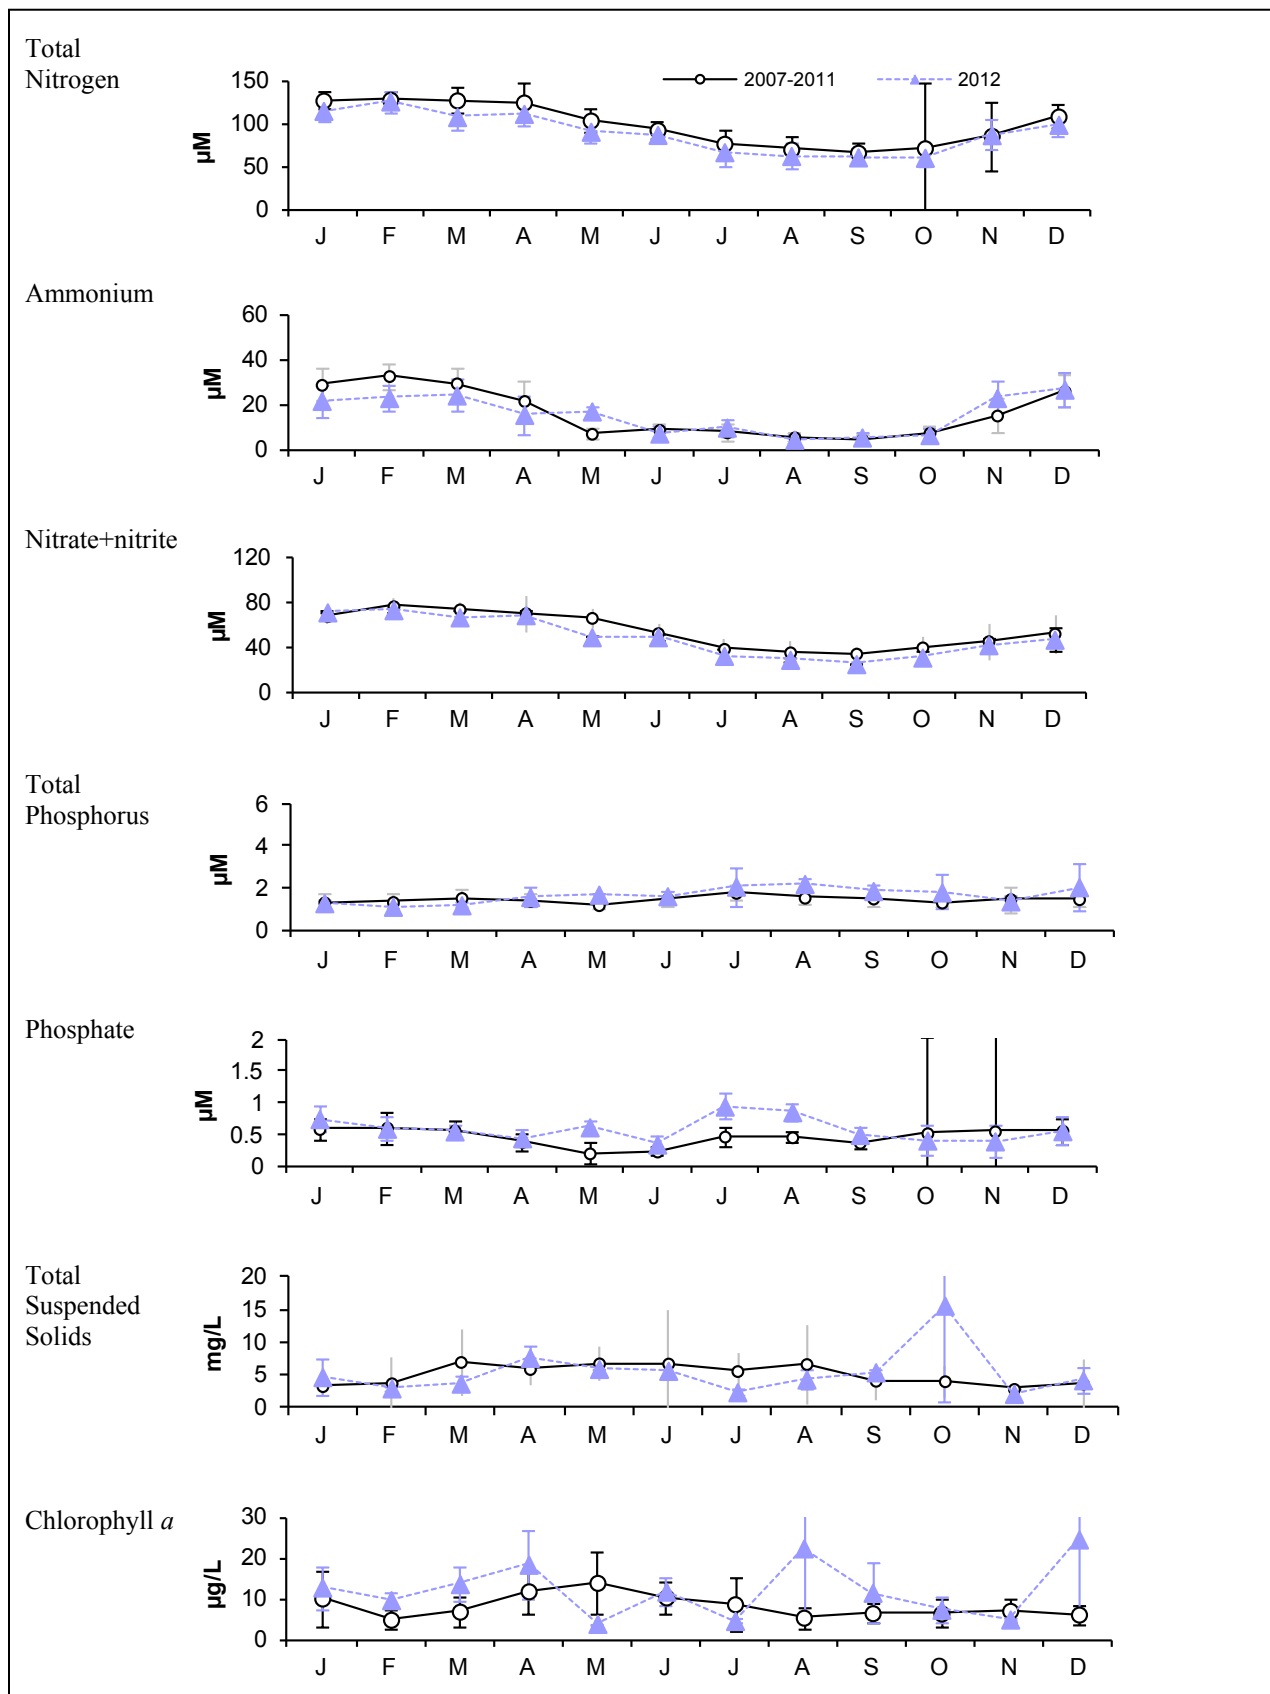 Total
Nitrogen
150
100
50
0
µM
2007-2011
2012
J F M A M J J A S O N D
Ammonium
60
40
20
0
µM
J F M A M J J A S O N D
Nitrate+nitrite
120
80
40
0
µM
J F M A M J J A S O N D
Total
Phosphorus
6
4
2
0
µM
J F M A M J J A S O N D
Phosphate
2
1.5
1
0.5
0
µM
J F M A M J J A S O N D
Total
Suspended
Solids
20
15
10
5
0
mg/L
J F M A M J J A S O N D
Chlorophyll a
30
20
10
0
µg/L
J F M A M J J A S O N D